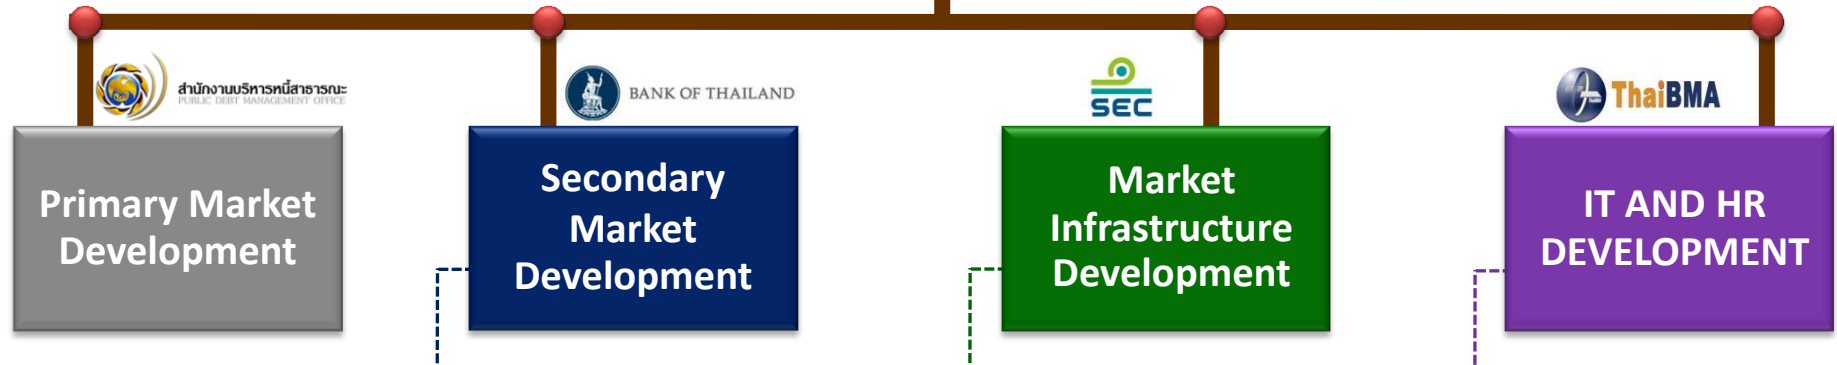 สำนักงานบริหารหนี้สาธารณะ
PUBLIC DEBT MANAGEMENT OFFICE
Primary Market
Development
BANK OF THAILAND
Secondary
Market
Development
SEC
Market
Infrastructure
Development
ThaiBMA
IT AND HR
DEVELOPMENT